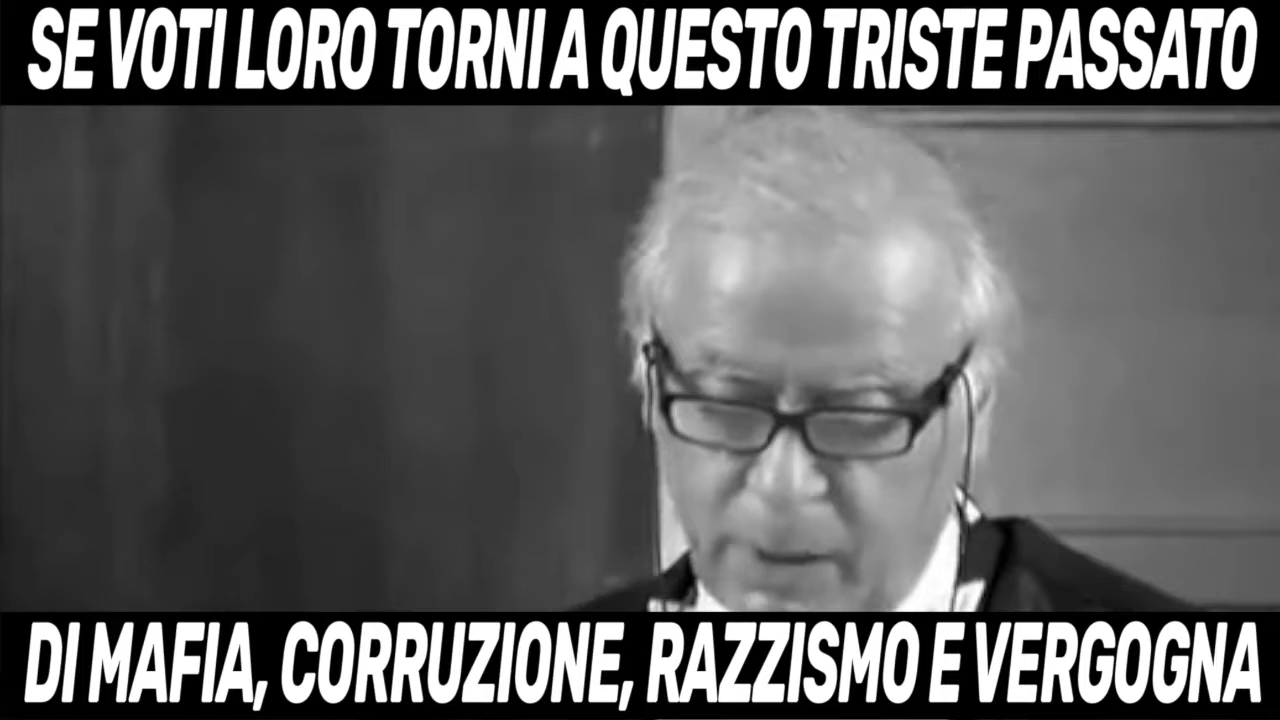 SE VOTI LORO TORNI A QUESTO TRISTE PASSATO
DI MAFIA, CORRUZIONE, RAZZISMO E VERGOGNA